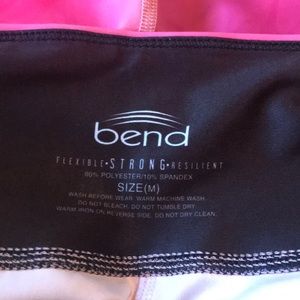 bend
FLEXIBLE•STRONG•RESILIENT
90% POLYESTER/10% SPANDEX
SIZE(M)
WASH BEFORE WEAR. WARM MACHINE WASH.
DO NOT BLEACH. DO NOT TUMBLE DRY.
WARM IRON ON REVERSE SIDE. DO NOT DRY CLEAN.